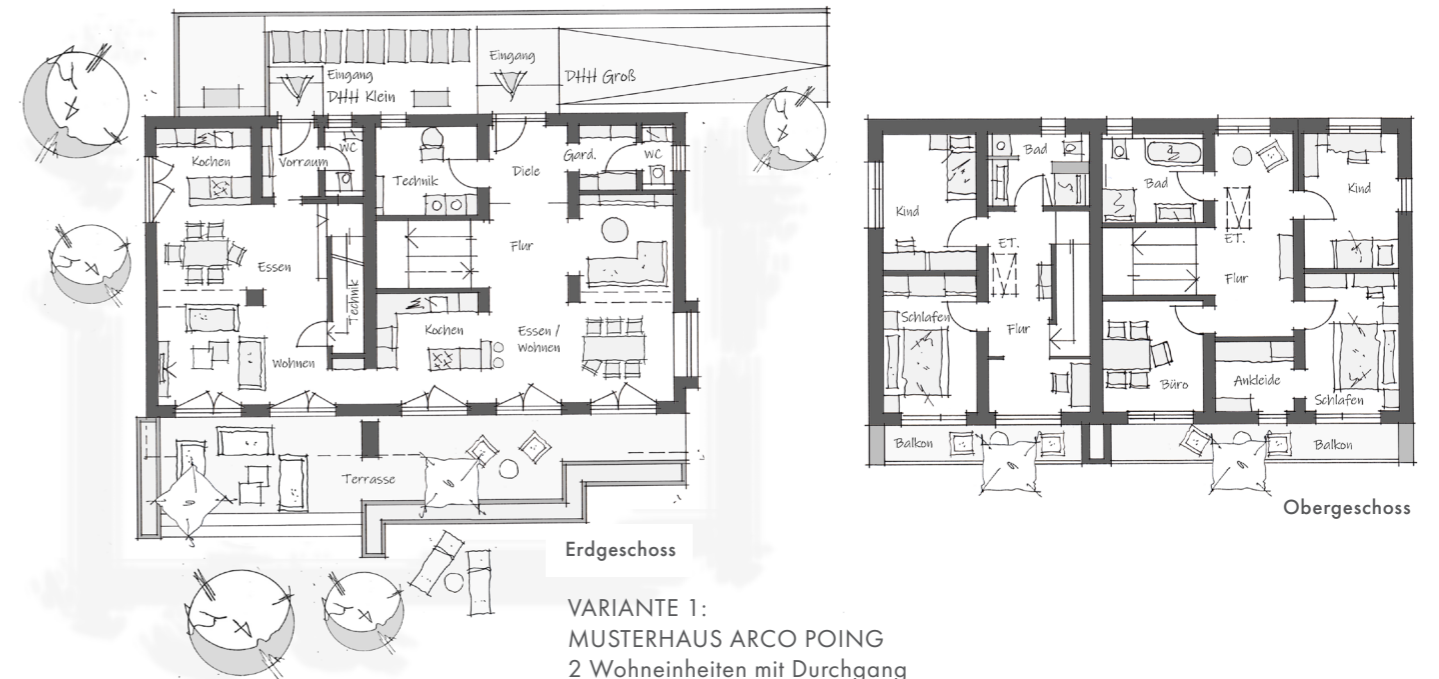 Eingang
DHH Klein
Eingang
DHH Groß
Kochen
Vorraum
WC
Technik
Diele
Gard.
WC
Essen
Technik
Flur
Wohnen
Kochen
Essen /
Wohnen
Terrasse
Erdgeschoss
Kind
Bad
ET.
Flur
Schlafen
Balkon
Bad
ET.
Flur
Kind
Büro
Ankleide
Schlafen
Balkon
Obergeschoss
VARIANTE 1:
MUSTERHAUS ARCO POING
2 Wohneinheiten mit Durchgang